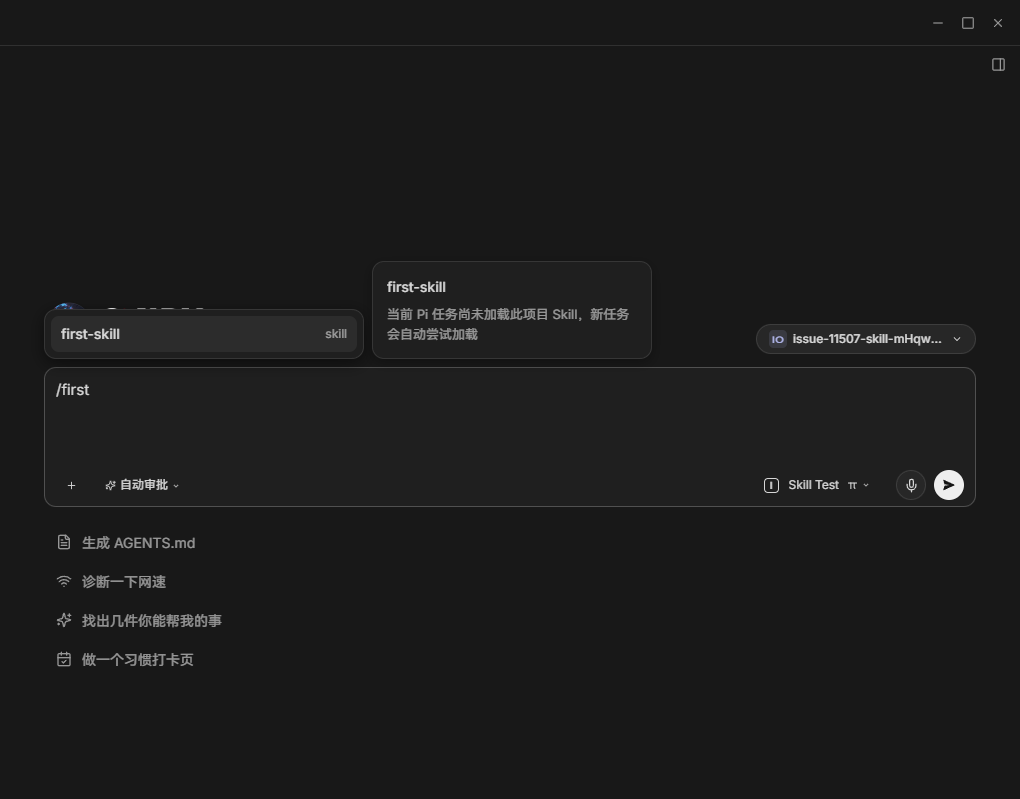 first-skill
当前 Pi 任务尚未加载此项目 Skill，新任务
会自动尝试加载
first-skill
skill
IO
issue-11507-skill-mHqw...
/first
自动审批
Skill Test
π
生成 AGENTS.md
诊断一下网速
找出几件你能帮我的事
做一个习惯打卡页